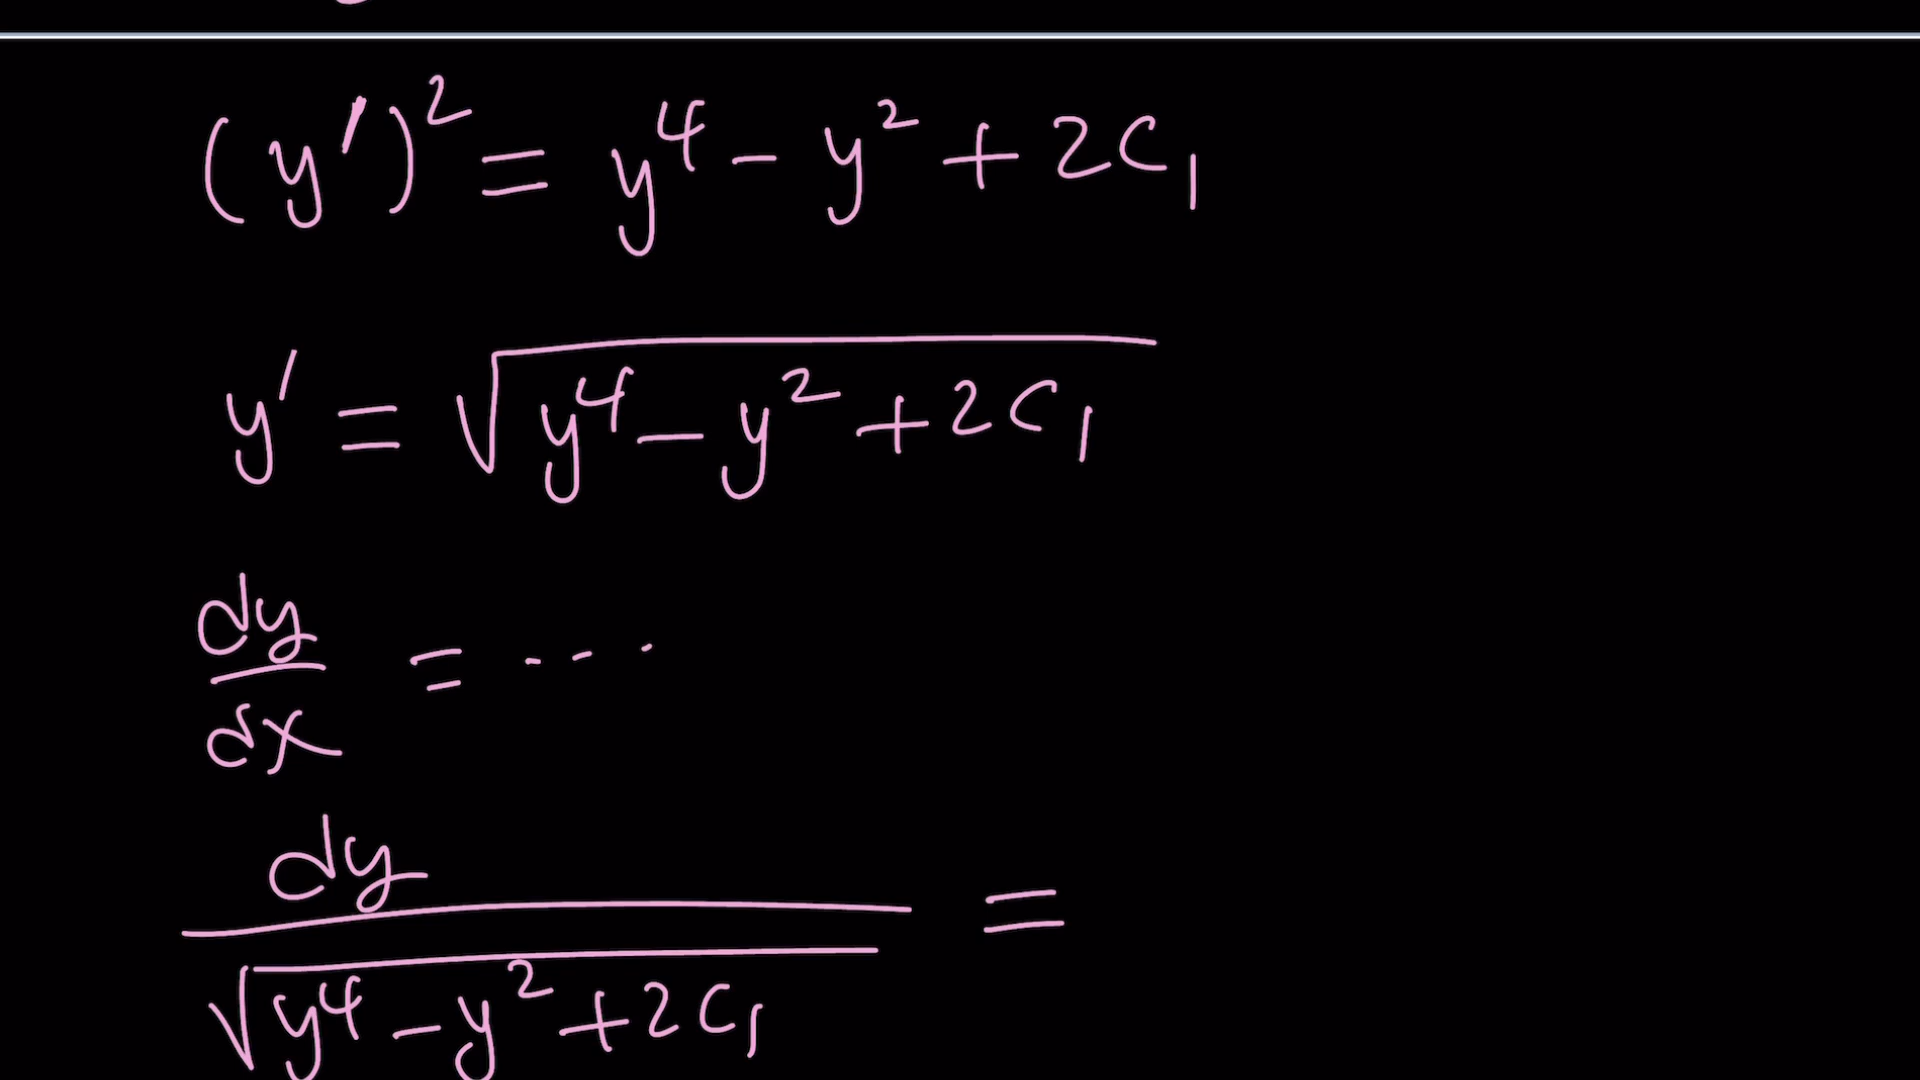 (y′)² = y⁴ − y² + 2C₁
y′ = √(y⁴ − y² + 2C₁)
dy/dx = ...
dy/√(y⁴ − y² + 2C₁) =